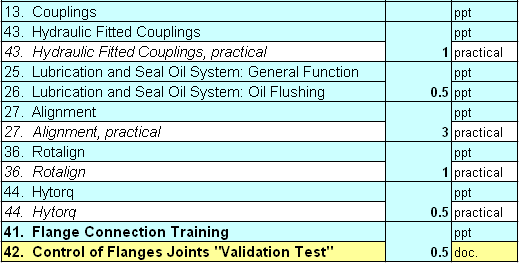 13. Couplings ppt
43. Hydraulic Fitted Couplings ppt
43. Hydraulic Fitted Couplings, practical 1 practical
25. Lubrication and Seal Oil System: General Function ppt
26. Lubrication and Seal Oil System: Oil Flushing 0.5 ppt
27. Alignment ppt
27. Alignment, practical 3 practical
36. Rotalign ppt
36. Rotalign 1 practical
44. Hytorq ppt
44. Hytorq 0.5 practical
41. Flange Connection Training ppt
42. Control of Flanges Joints "Validation Test" 0.5 doc.